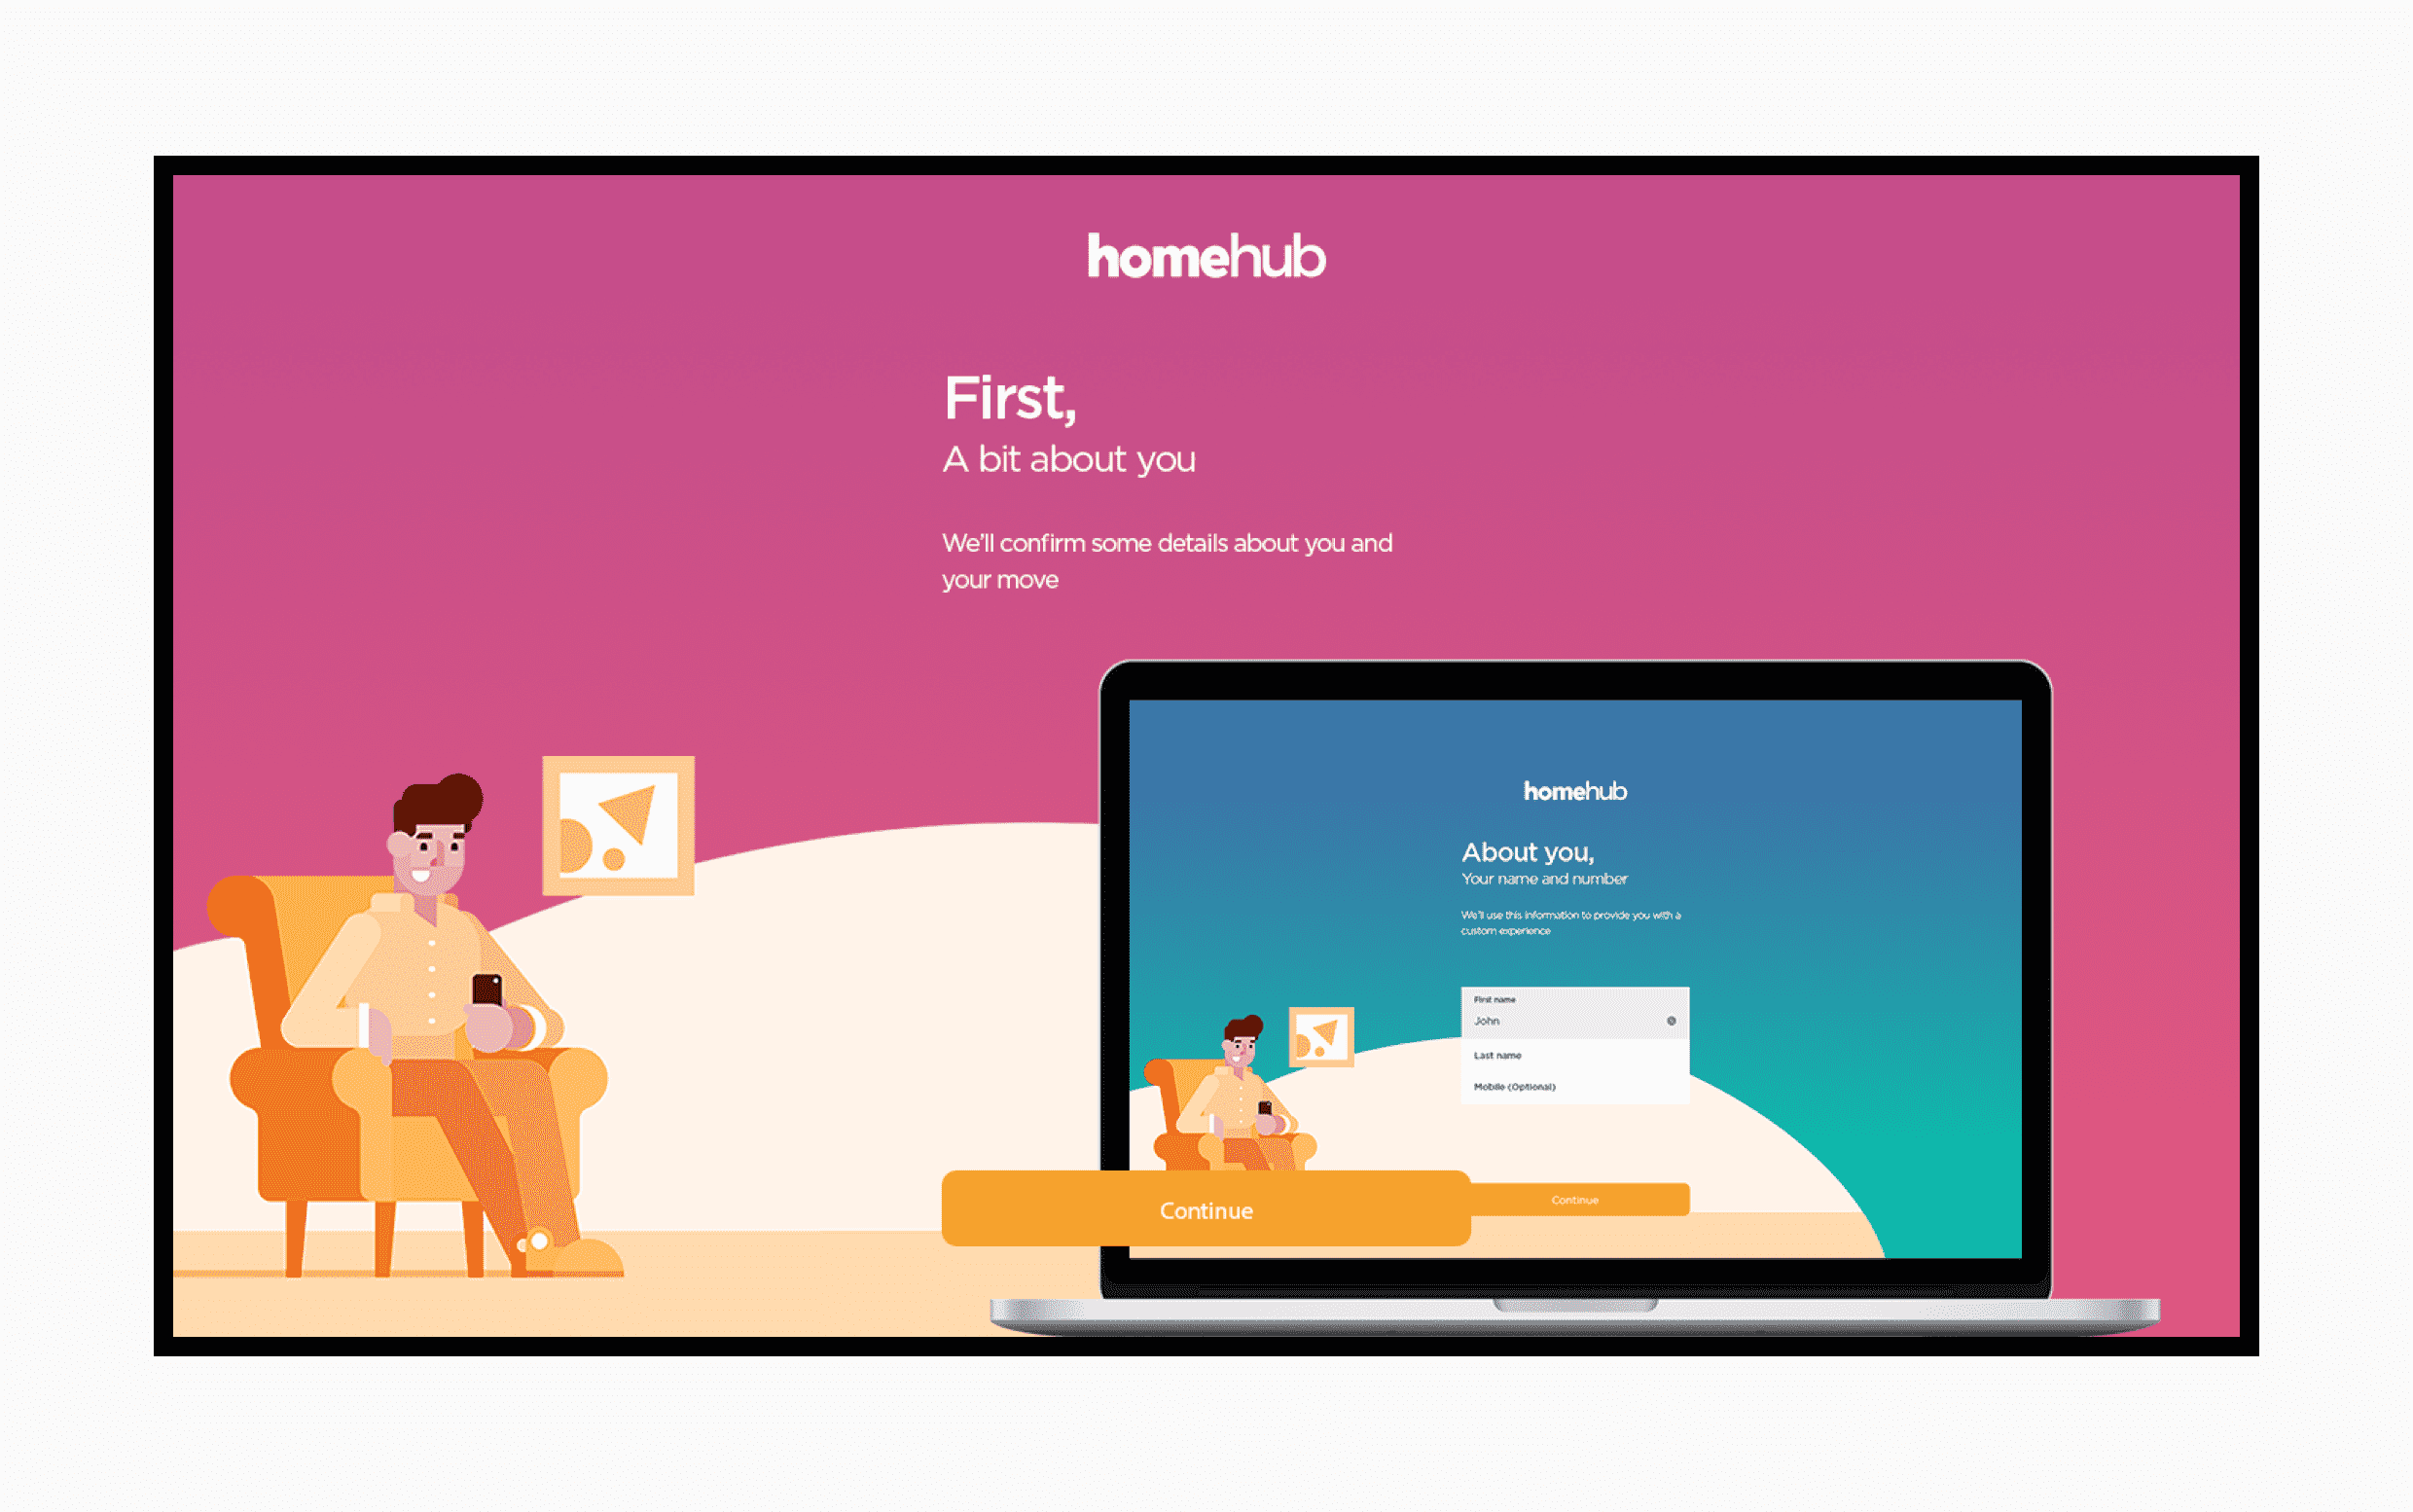 homehub
First,
A bit about you
We'll confirm some details about you and
your move
homehub
About you,
Your name and number
We'll use this information to provide you with a
custom experience
First name
John
Last name
Mobile (Optional)
Continue
Continue